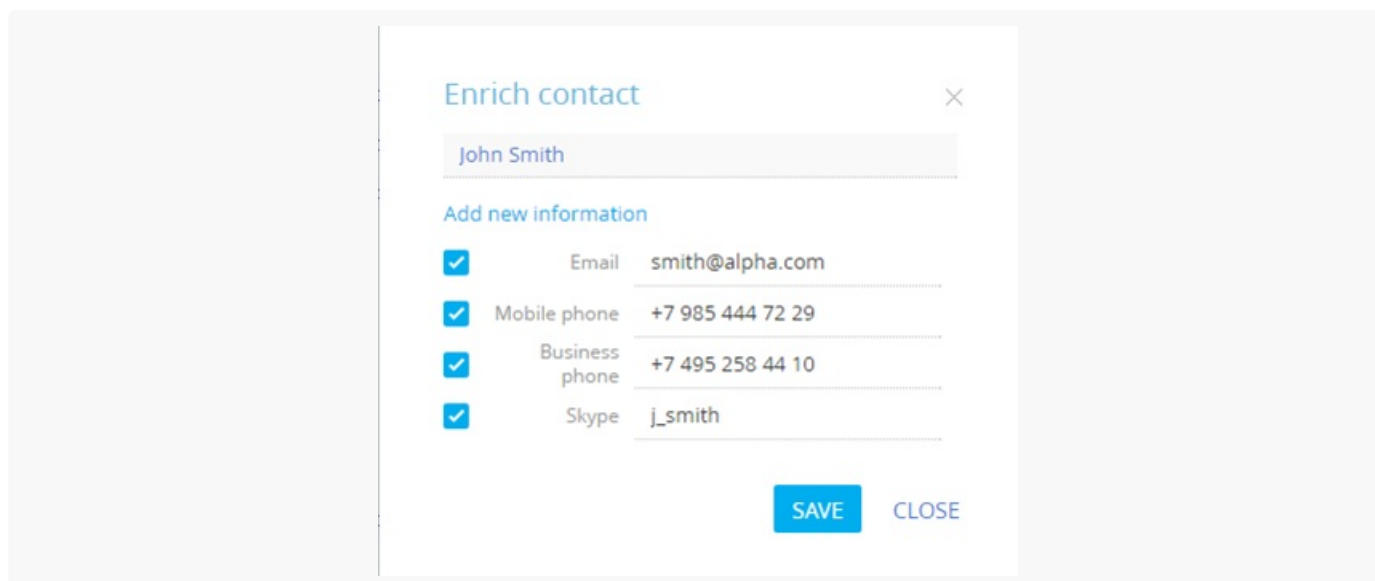 Enrich contact
John Smith
Add new information
Email smith@alpha.com
Mobile phone +7 985 444 72 29
Business
phone +7 495 258 44 10
Skype j_smith
SAVE CLOSE